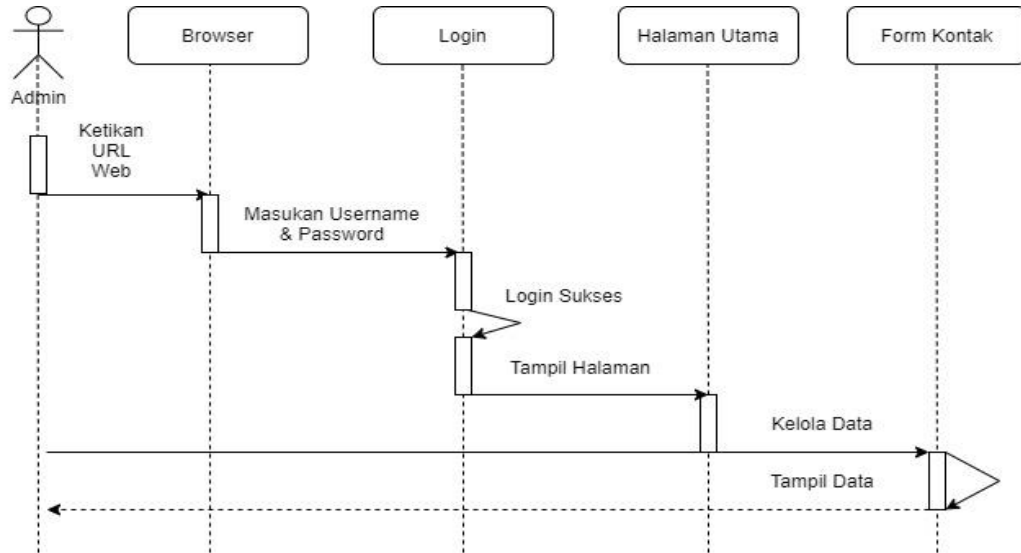 Browser
Login
Halaman Utama
Form Kontak
Admin
Ketikan
URL
Web
Masukan Username
& Password
Login Sukses
Tampil Halaman
Kelola Data
Tampil Data